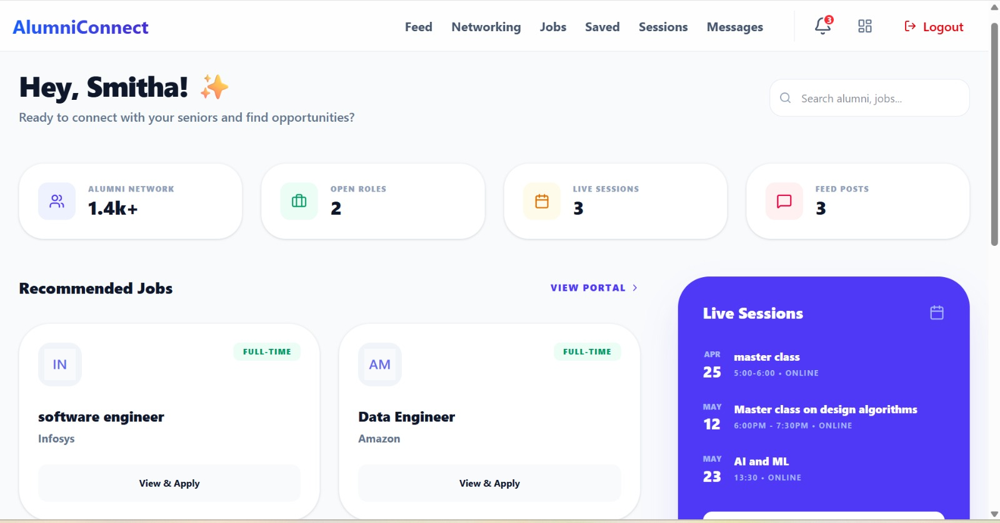 AlumniConnect
Feed Networking Jobs Saved Sessions Messages 3 Logout
Hey, Smitha! ✨
Ready to connect with your seniors and find opportunities?
Search alumni, jobs...
ALUMNI NETWORK
1.4k+
OPEN ROLES
2
LIVE SESSIONS
3
FEED POSTS
3
Recommended Jobs
VIEW PORTAL
IN
FULL-TIME
software engineer
Infosys
View & Apply
AM
FULL-TIME
Data Engineer
Amazon
View & Apply
Live Sessions
APR
25
master class
5:00-6:00 • ONLINE
MAY
12
Master class on design algorithms
6:00PM - 7:30PM • ONLINE
MAY
23
AI and ML
13:30 • ONLINE